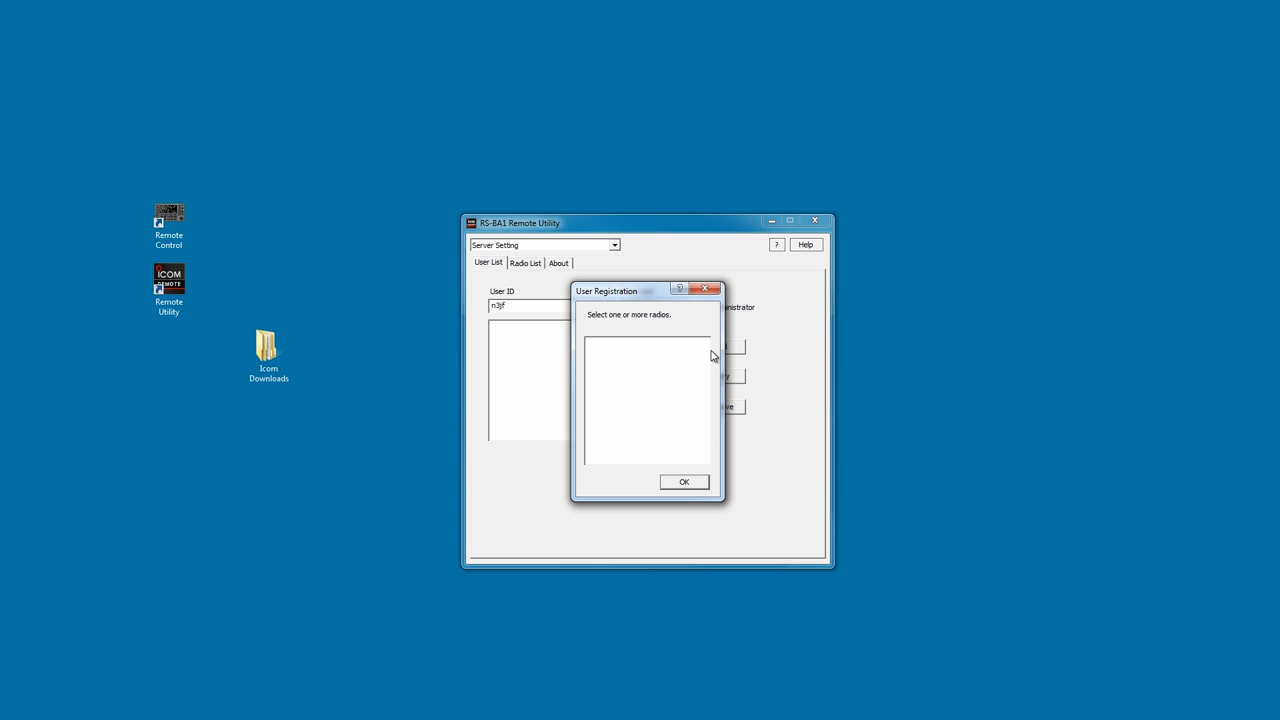 Remote
Control
ICOM
REMOTE
Remote
Utility
Icom
Downloads
RS-BA1 Remote Utility
Server Setting
? Help
User List Radio List About
User ID
n3jf
User Registration
?
Select one or more radios.
OK